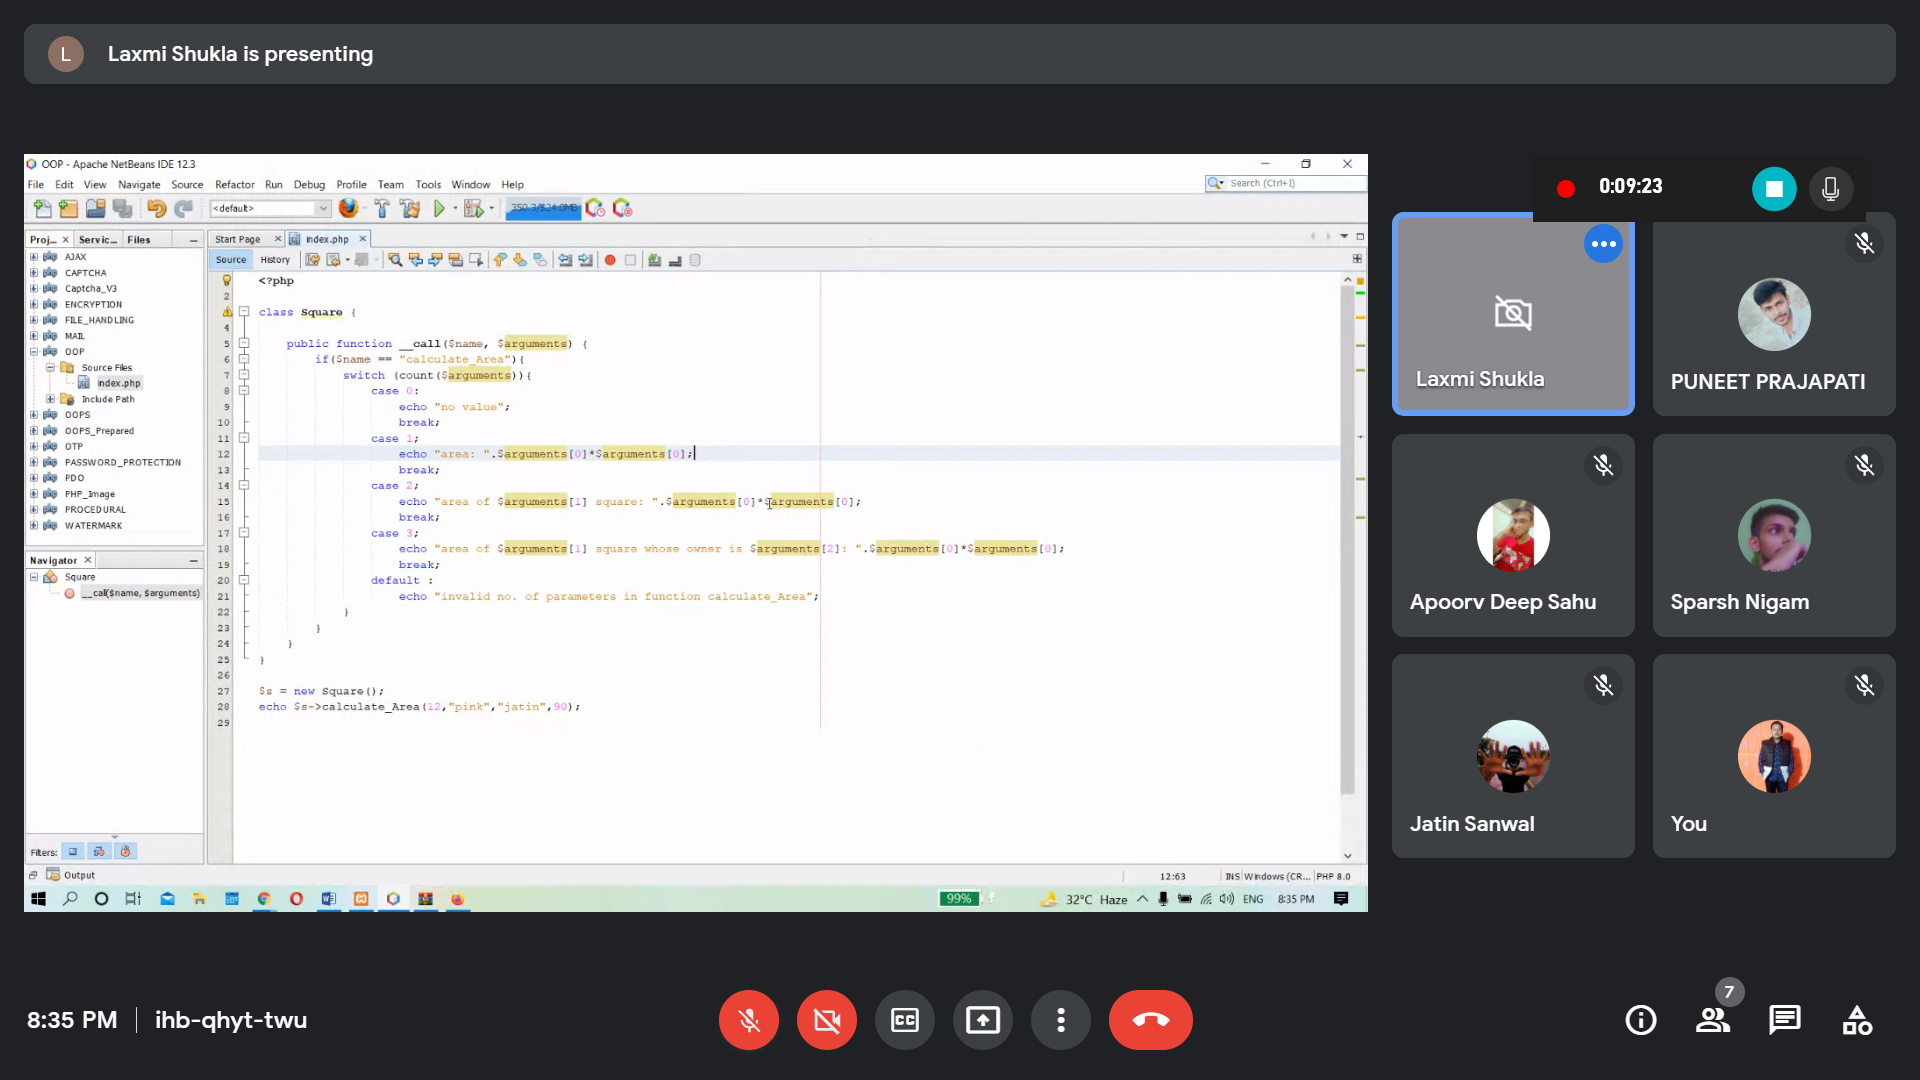 L Laxmi Shukla is presenting
OOP - Apache NetBeans IDE 12.3
File Edit View Navigate Source Refactor Run Debug Profile Team Tools Window Help
Search (Ctrl+I)
<default>
350.3/524.0MB
0:09:23
Proj... Servic... Files
Start Page index.php
Source History
AJAX
CAPTCHA
Captcha_V3
ENCRYPTION
FILE_HANDLING
MAIL
OOP
Source Files
index.php
Include Path
OOPS
OOPS_Prepared
OTP
PASSWORD_PROTECTION
PDO
PHP_Image
PROCEDURAL
WATERMARK
Navigator
Square
__call($name, $arguments)
Filters:
<?php
2
class Square {
4
5 public function __call($name, $arguments) {
6 if($name == "calculate_Area"){
7 switch (count($arguments)){
8 case 0:
9 echo "no value";
10 break;
11 case 1;
12 echo "area: ".$arguments[0]*$arguments[0];
13 break;
14 case 2;
15 echo "area of $arguments[1] square: ".$arguments[0]*$arguments[0];
16 break;
17 case 3;
18 echo "area of $arguments[1] square whose owner is $arguments[2]: ".$arguments[0]*$arguments[0];
19 break;
20 default :
21 echo "invalid no. of parameters in function calculate_Area";
22 }
23 }
24 }
25 }
26
27 $s = new Square();
28 echo $s->calculate_Area(12,"pink","jatin",90);
29
Output
12:63 INS Windows (CR... PHP 8.0
99% 32°C Haze ENG 8:35 PM
Laxmi Shukla
PUNEET PRAJAPATI
Apoorv Deep Sahu
Sparsh Nigam
Jatin Sanwal
You
8:35 PM ihb-qhyt-twu
CC
7